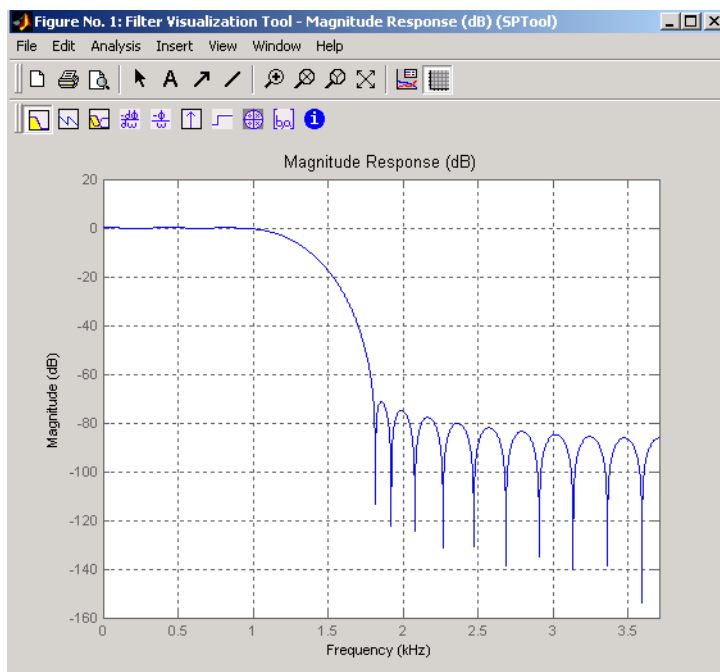 Figure No. 1: Filter Visualization Tool - Magnitude Response (dB) (SPTool)
File Edit Analysis Insert View Window Help
A
i
Magnitude Response (dB)
20
0
-20
-40
-60
-80
-100
-120
-140
-160
Magnitude (dB)
0 0.5 1 1.5 2 2.5 3 3.5
Frequency (kHz)